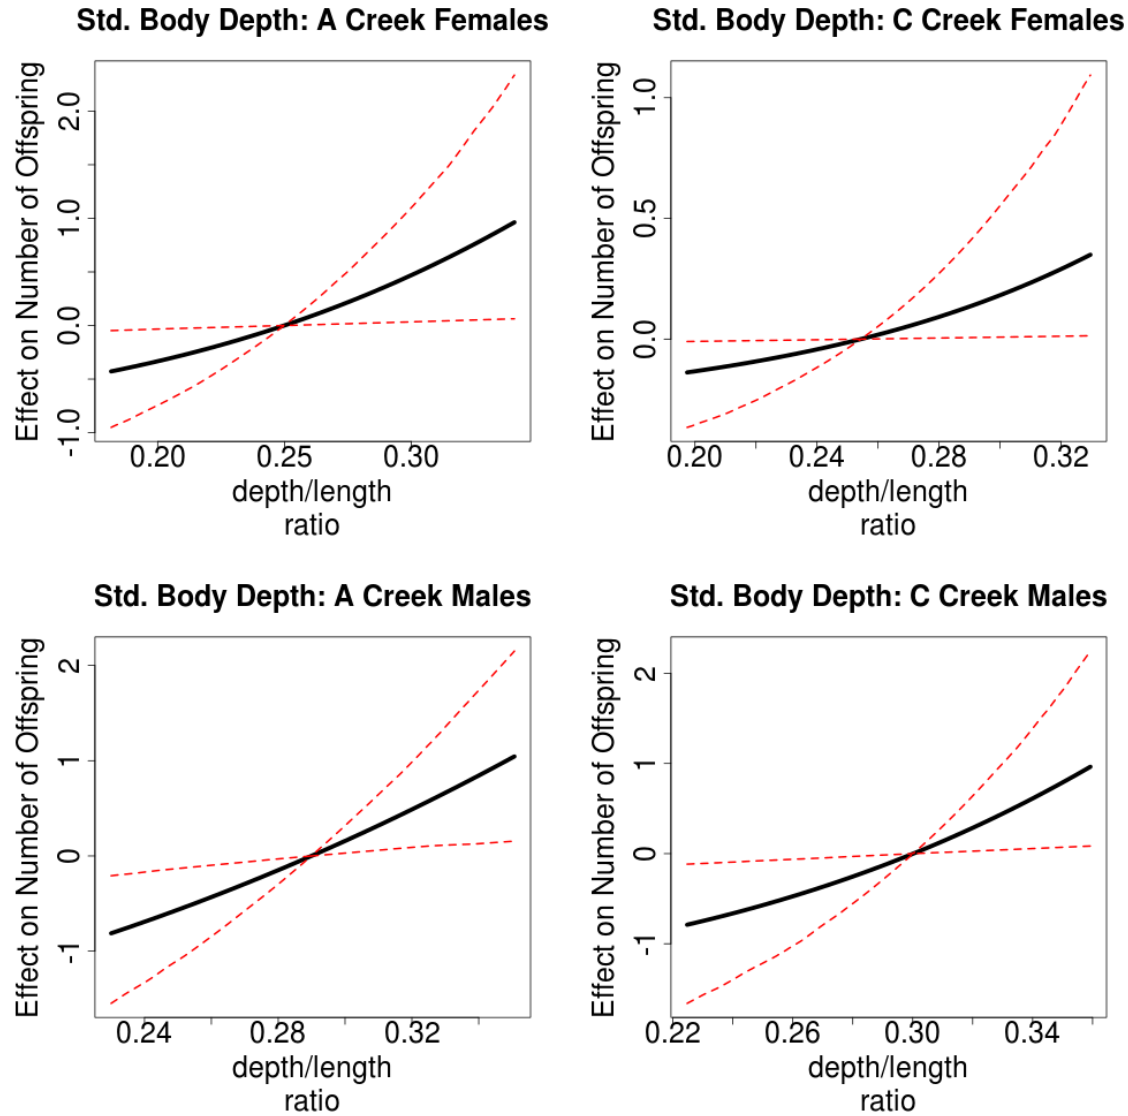 Std. Body Depth: A Creek Females
Effect on Number of Offspring
2.0
1.0
0.0
-1.0
0.20 0.25 0.30
depth/length
ratio
Std. Body Depth: C Creek Females
Effect on Number of Offspring
1.0
0.5
0.0
0.20 0.24 0.28 0.32
depth/length
ratio
Std. Body Depth: A Creek Males
Effect on Number of Offspring
2
1
0
-1
0.24 0.28 0.32
depth/length
ratio
Std. Body Depth: C Creek Males
Effect on Number of Offspring
2
1
0
-1
0.22 0.26 0.30 0.34
depth/length
ratio